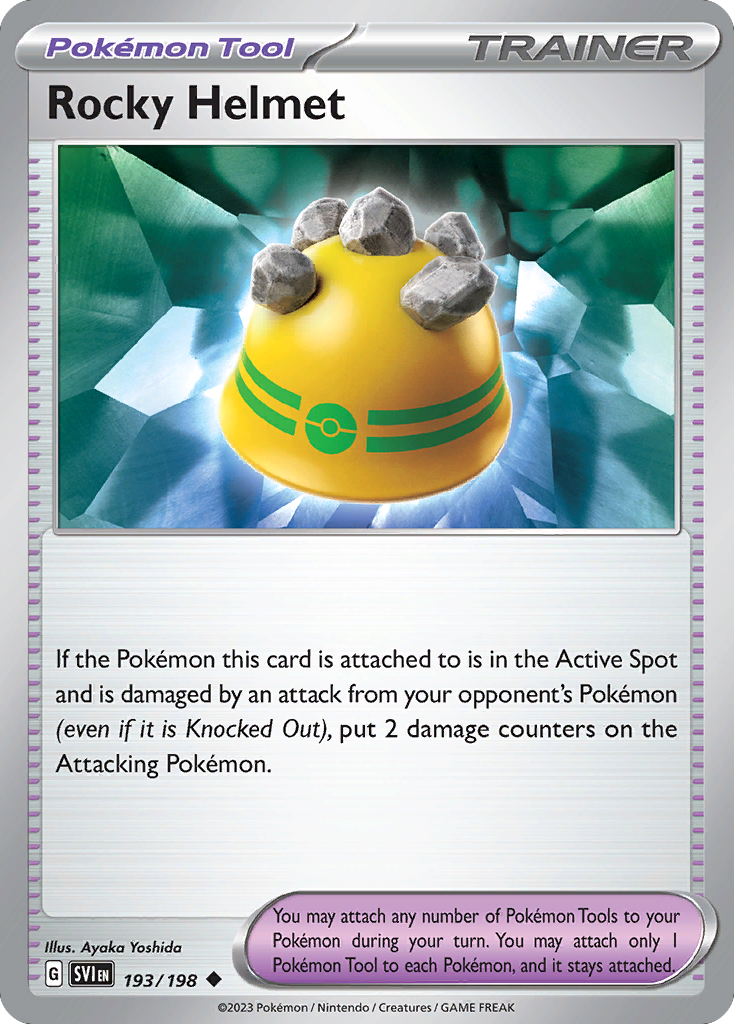 Pokémon Tool
TRAINER
Rocky Helmet
If the Pokémon this card is attached to is in the Active Spot
and is damaged by an attack from your opponent's Pokémon
(even if it is Knocked Out), put 2 damage counters on the
Attacking Pokémon.
You may attach any number of Pokémon Tools to your
Pokémon during your turn. You may attach only 1
Pokémon Tool to each Pokémon, and it stays attached.
Illus. Ayaka Yoshida
G SVI EN 193/198
©2023 Pokémon / Nintendo / Creatures / GAME FREAK